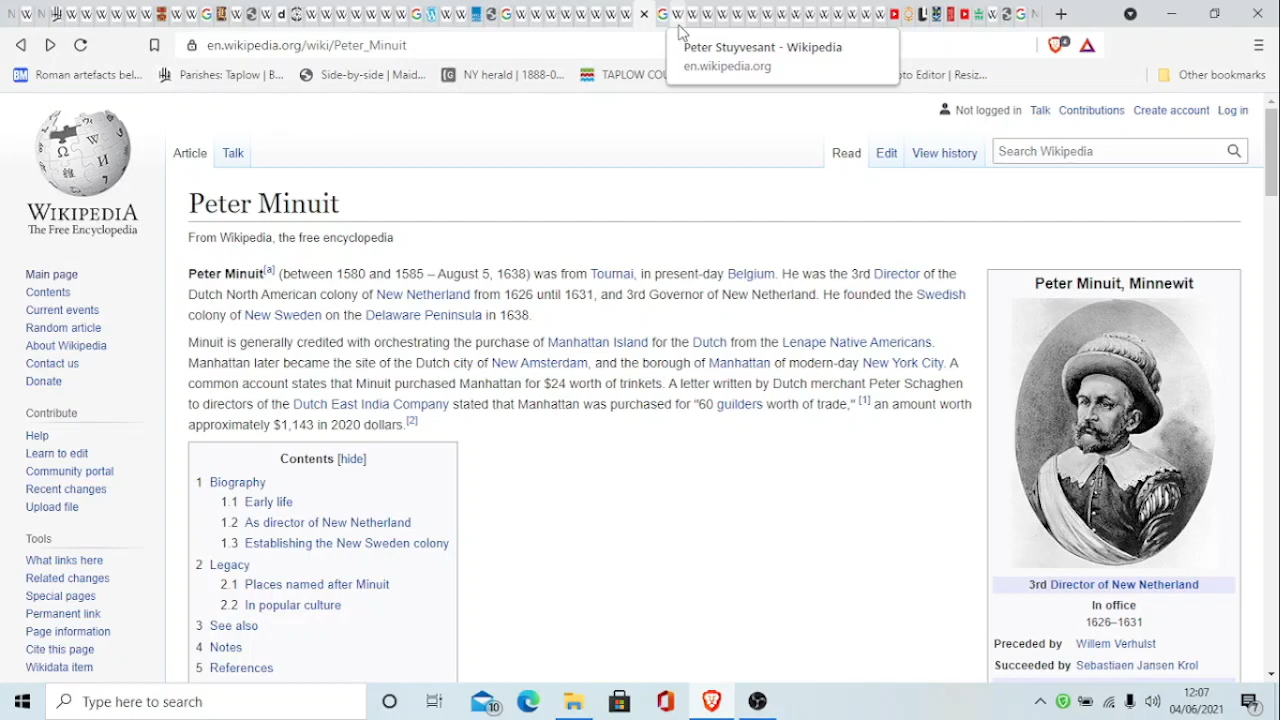 en.wikipedia.org/wiki/Peter_Minuit
Peter Stuyvesant - Wikipedia
en.wikipedia.org
4
BM Roman artefacts bel...
Parishes: Taplow | B...
Side-by-side | Maid...
NY herald | 1888-0...
TAPLOW COU
oto Editor | Resiz...
Other bookmarks
Not logged in Talk Contributions Create account Log in
Article Talk
Read Edit View history
Search Wikipedia
WIKIPEDIA
The Free Encyclopedia
Main page
Contents
Current events
Random article
About Wikipedia
Contact us
Donate
Contribute
Help
Learn to edit
Community portal
Recent changes
Upload file
Tools
What links here
Related changes
Special pages
Permanent link
Page information
Cite this page
Wikidata item
Peter Minuit
From Wikipedia, the free encyclopedia
Peter Minuit[a] (between 1580 and 1585 – August 5, 1638) was from Tournai, in present-day Belgium. He was the 3rd Director of the
Dutch North American colony of New Netherland from 1626 until 1631, and 3rd Governor of New Netherland. He founded the Swedish
colony of New Sweden on the Delaware Peninsula in 1638.
Minuit is generally credited with orchestrating the purchase of Manhattan Island for the Dutch from the Lenape Native Americans.
Manhattan later became the site of the Dutch city of New Amsterdam, and the borough of Manhattan of modern-day New York City. A
common account states that Minuit purchased Manhattan for $24 worth of trinkets. A letter written by Dutch merchant Peter Schaghen
to directors of the Dutch East India Company stated that Manhattan was purchased for "60 guilders worth of trade," [1] an amount worth
approximately $1,143 in 2020 dollars.[2]
Contents [hide]
1 Biography
1.1 Early life
1.2 As director of New Netherland
1.3 Establishing the New Sweden colony
2 Legacy
2.1 Places named after Minuit
2.2 In popular culture
3 See also
4 Notes
5 References
Peter Minuit, Minnewit
3rd Director of New Netherland
In office
1626–1631
Preceded by Willem Verhulst
Succeeded by Sebastiaen Jansen Krol
Type here to search
10
12:07
04/06/2021
7